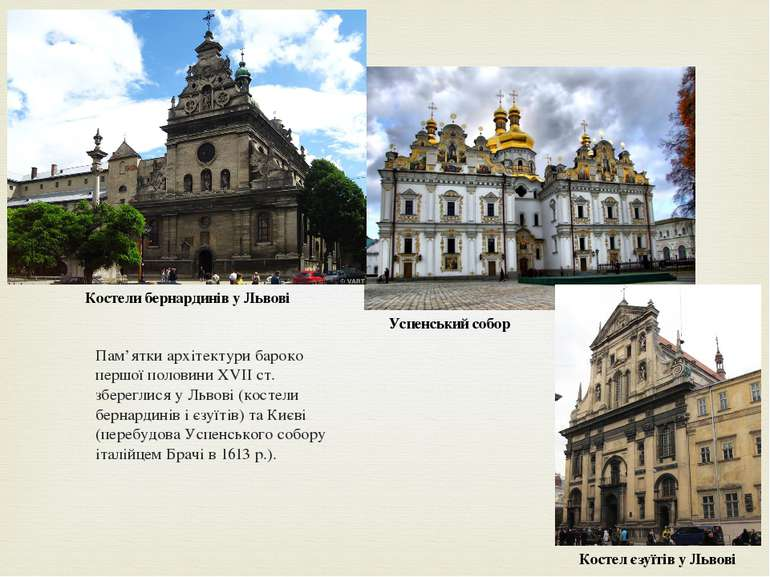 © VART
Костели бернардинів у Львові
Успенський собор
Пам’ятки архітектури бароко
першої половини XVII ст.
збереглися у Львові (костели
бернардинів і єзуїтів) та Києві
(перебудова Успенського собору
італійцем Брачі в 1613 р.).
Костел єзуїтів у Львові